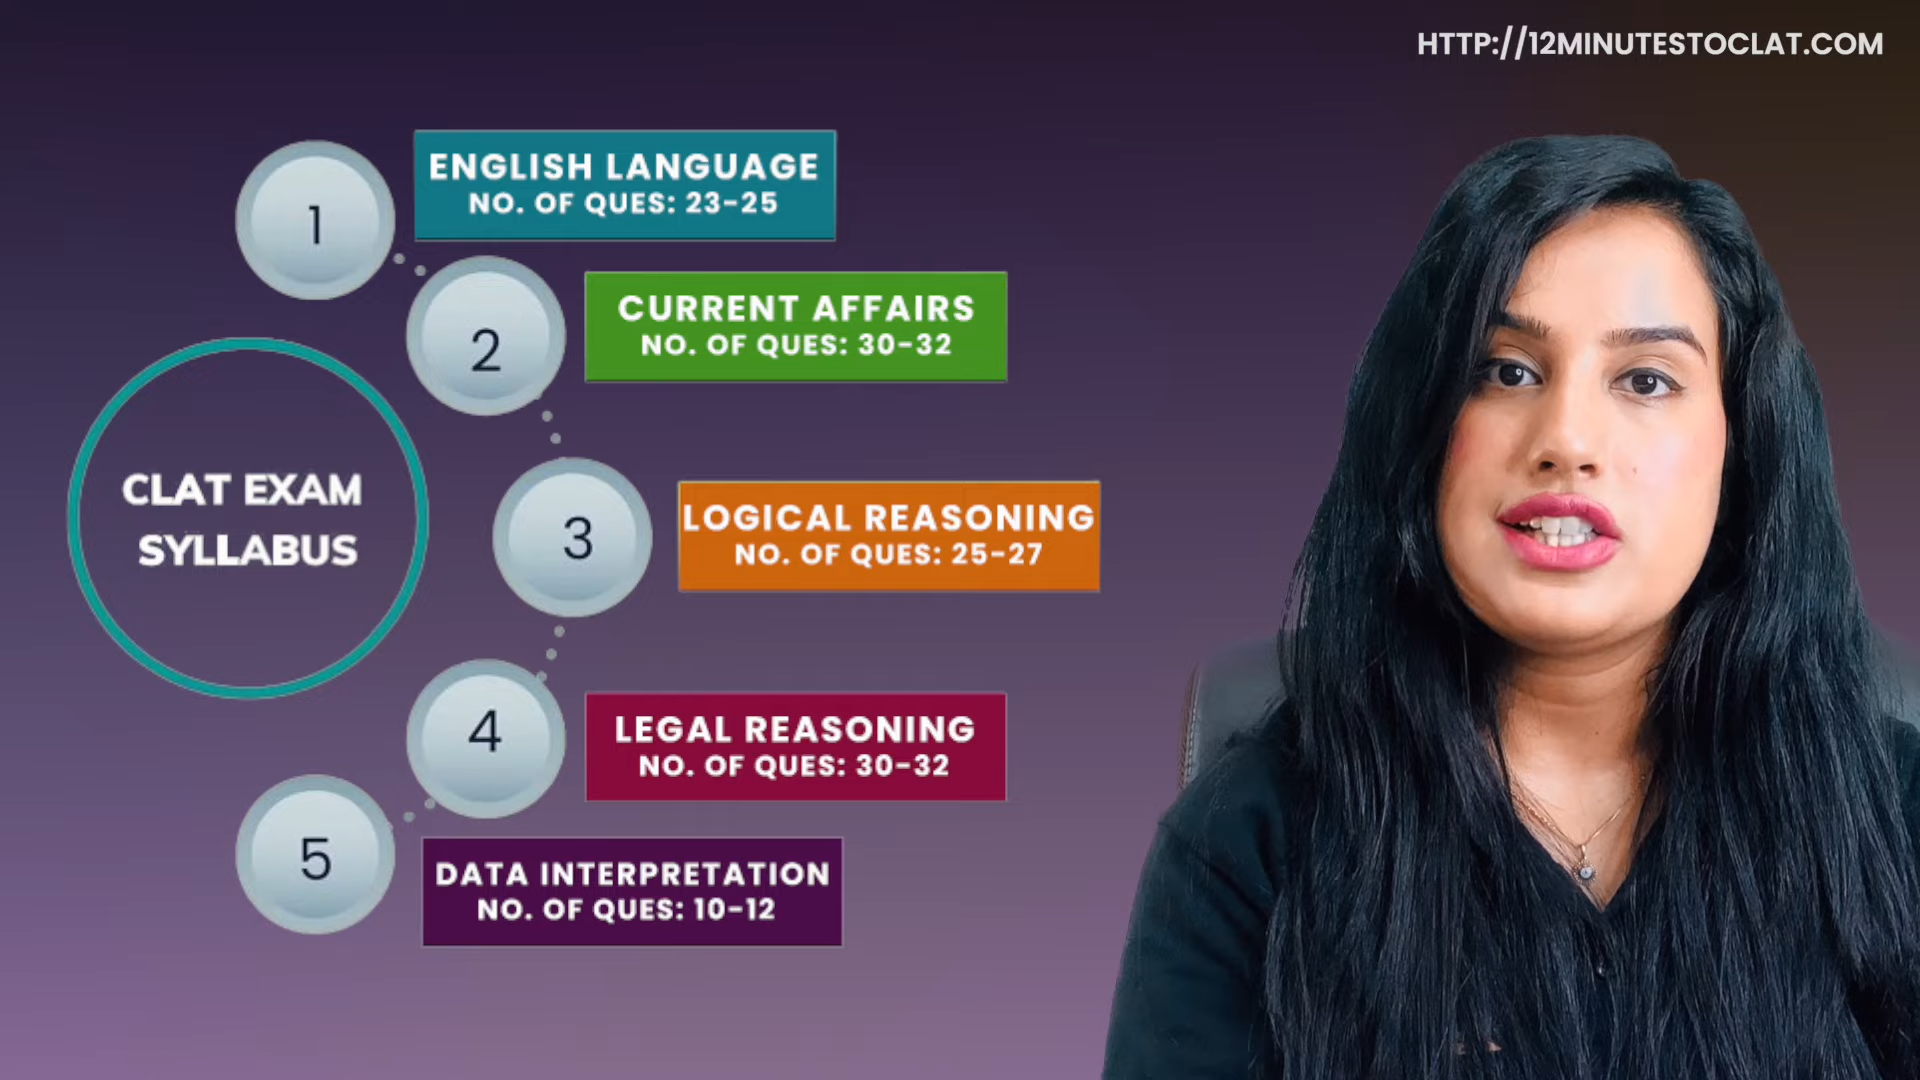 HTTP://12MINUTESTOCLAT.COM
1
ENGLISH LANGUAGE
NO. OF QUES: 23-25
2
CURRENT AFFAIRS
NO. OF QUES: 30-32
CLAT EXAM
SYLLABUS
3
LOGICAL REASONING
NO. OF QUES: 25-27
4
LEGAL REASONING
NO. OF QUES: 30-32
5
DATA INTERPRETATION
NO. OF QUES: 10-12